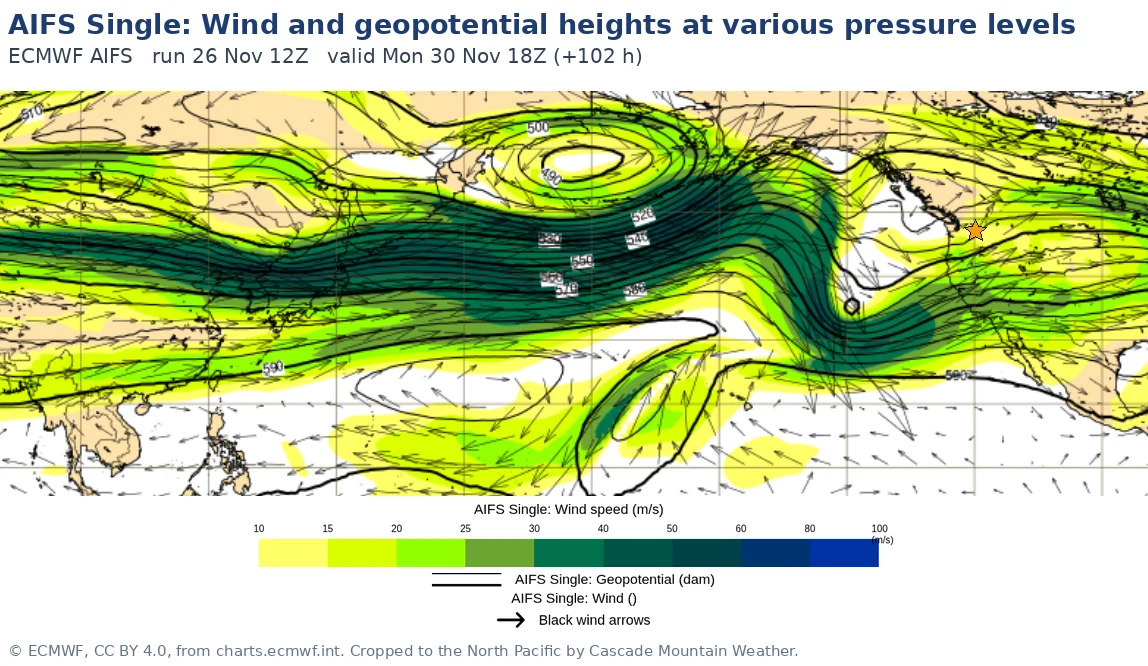 AIFS Single: Wind and geopotential heights at various pressure levels
ECMWF AIFS run 26 Nov 12Z valid Mon 30 Nov 18Z (+102 h)
510
500
490
520
540
550
570
580
590
590
AIFS Single: Wind speed (m/s)
10 15 20 25 30 40 50 60 80 100
(m/s)
AIFS Single: Geopotential (dam)
AIFS Single: Wind ()
Black wind arrows
© ECMWF, CC BY 4.0, from charts.ecmwf.int. Cropped to the North Pacific by Cascade Mountain Weather.